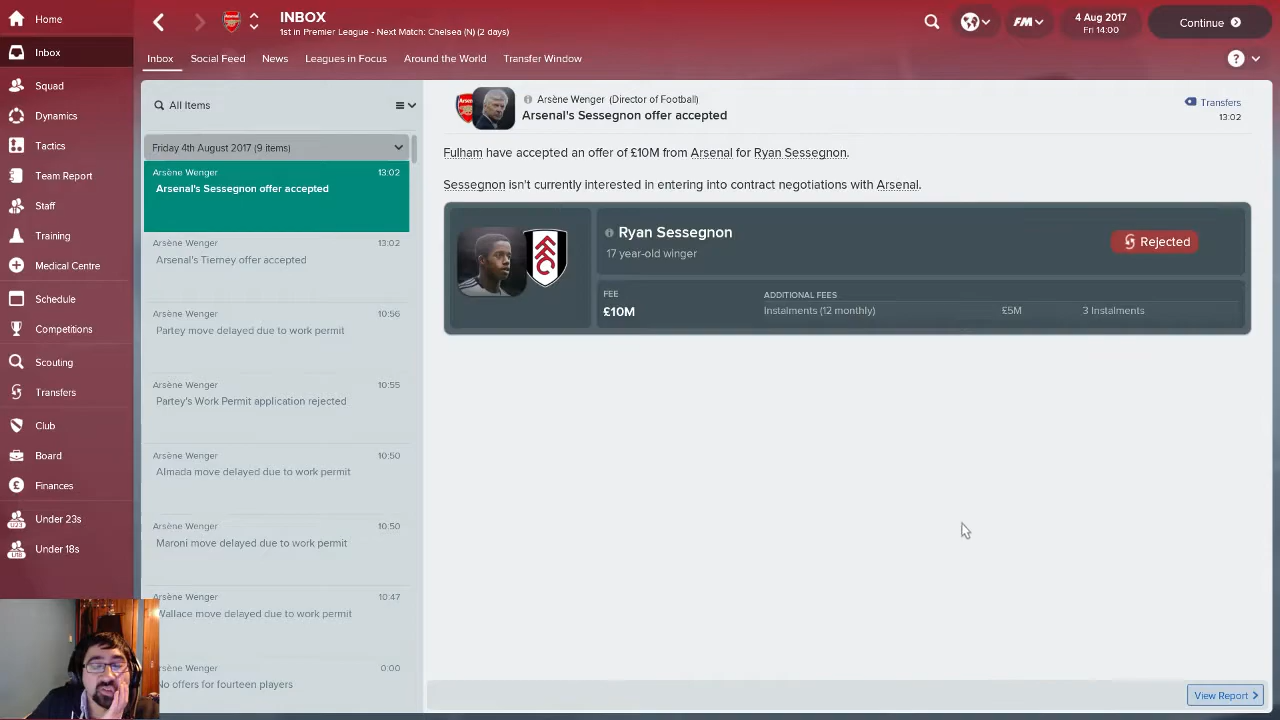 Home
Inbox
Squad
Dynamics
Tactics
Team Report
Staff
Training
Medical Centre
Schedule
Competitions
Scouting
Transfers
Club
Board
Finances
Under 23s
Under 18s
INBOX
1st in Premier League - Next Match: Chelsea (N) (2 days)
FM
4 Aug 2017
Fri 14:00
Continue
Inbox
Social Feed
News
Leagues in Focus
Around the World
Transfer Window
?
All Items
Friday 4th August 2017 (9 items)
Arsène Wenger 13:02
Arsenal's Sessegnon offer accepted
Arsène Wenger 13:02
Arsenal's Tierney offer accepted
Arsène Wenger 10:56
Partey move delayed due to work permit
Arsène Wenger 10:55
Partey's Work Permit application rejected
Arsène Wenger 10:50
Almada move delayed due to work permit
Arsène Wenger 10:50
Maroni move delayed due to work permit
Arsène Wenger 10:47
Wallace move delayed due to work permit
Arsène Wenger 0:00
No offers for fourteen players
Arsène Wenger (Director of Football)
Arsenal's Sessegnon offer accepted
Transfers
13:02
Fulham have accepted an offer of £10M from Arsenal for Ryan Sessegnon.
Sessegnon isn't currently interested in entering into contract negotiations with Arsenal.
Ryan Sessegnon
17 year-old winger
Rejected
FEE
£10M
ADDITIONAL FEES
Instalments (12 monthly) £5M 3 Instalments
View Report